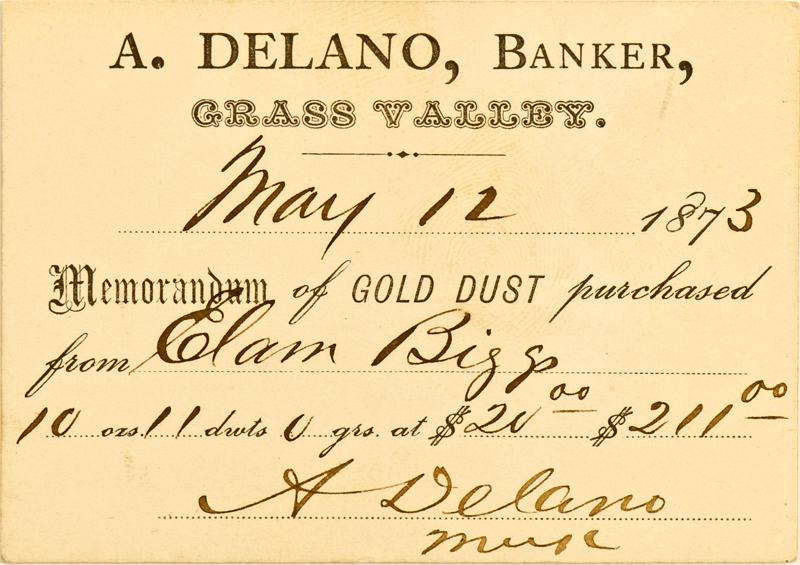 A. DELANO, BANKER,
GRASS VALLEY.
May 12 1873
Memorandum of GOLD DUST purchased
from Elam Biggs
10 ozs. 11 dwts 0 grs. at $20 00 $211 00
A Delano